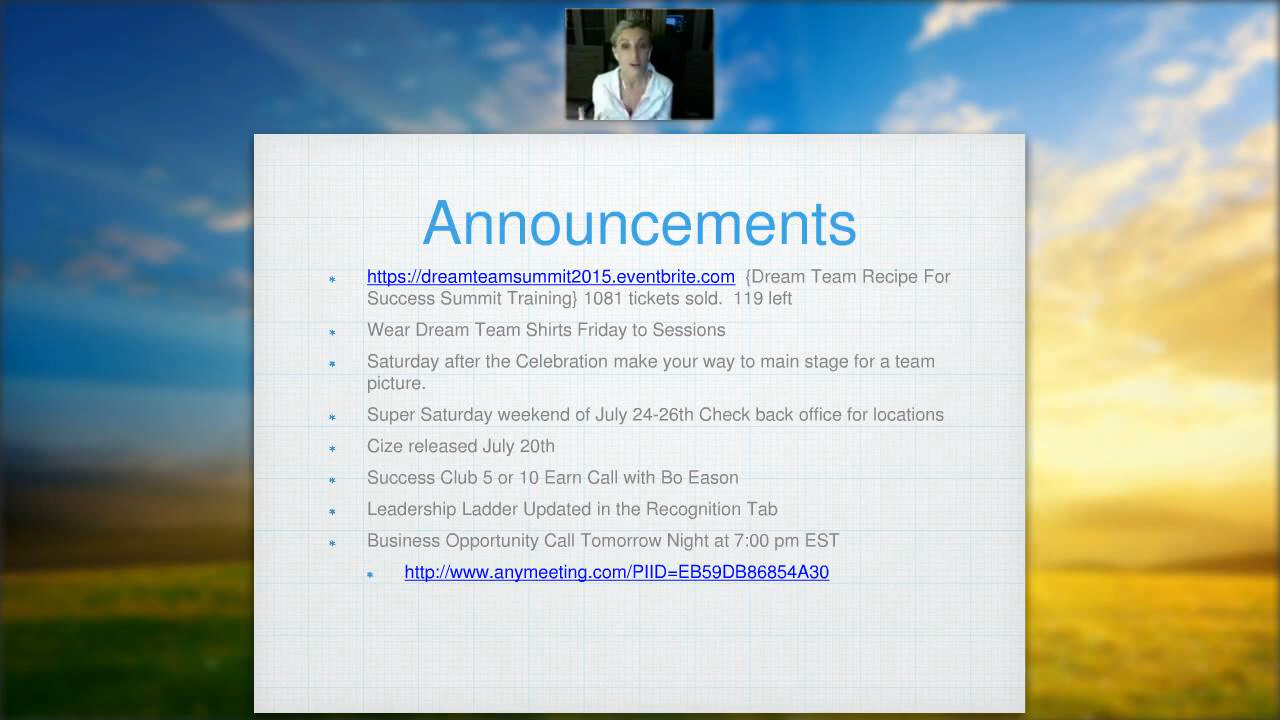 Announcements
https://dreamteamsummit2015.eventbrite.com {Dream Team Recipe For
Success Summit Training} 1081 tickets sold. 119 left
Wear Dream Team Shirts Friday to Sessions
Saturday after the Celebration make your way to main stage for a team
picture.
Super Saturday weekend of July 24-26th Check back office for locations
Cize released July 20th
Success Club 5 or 10 Earn Call with Bo Eason
Leadership Ladder Updated in the Recognition Tab
Business Opportunity Call Tomorrow Night at 7:00 pm EST
http://www.anymeeting.com/PIID=EB59DB86854A30